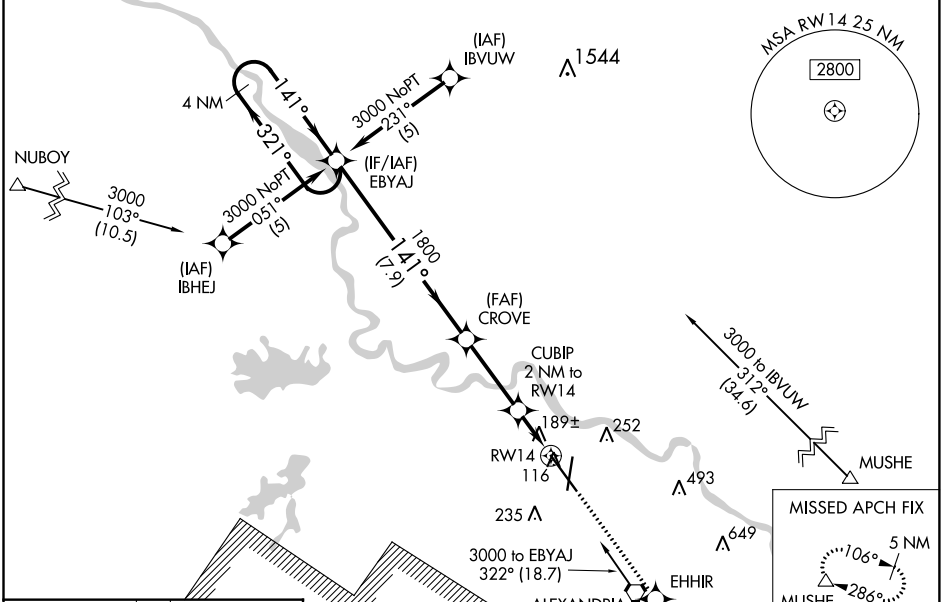 MSA RW14 25 NM
2800
(IAF)
IBVUW
1544
3000 NoPT
231°
(5)
4 NM
141°
321°
(IF/IAF)
EBYAJ
NUBOY
3000
103°
(10.5)
3000 NoPT
051°
(5)
(IAF)
IBHEJ
1800
141°
(7.9)
(FAF)
CROVE
CUBIP
2 NM to
RW14
189±
252
RW14
116
493
235
649
3000 to IBVUW
312°
(34.6)
MUSHE
3000 to EBYAJ
322° (18.7)
EHHIR
ALEXANDRIA
MISSED APCH FIX
5 NM
106°
286°
MUSHE